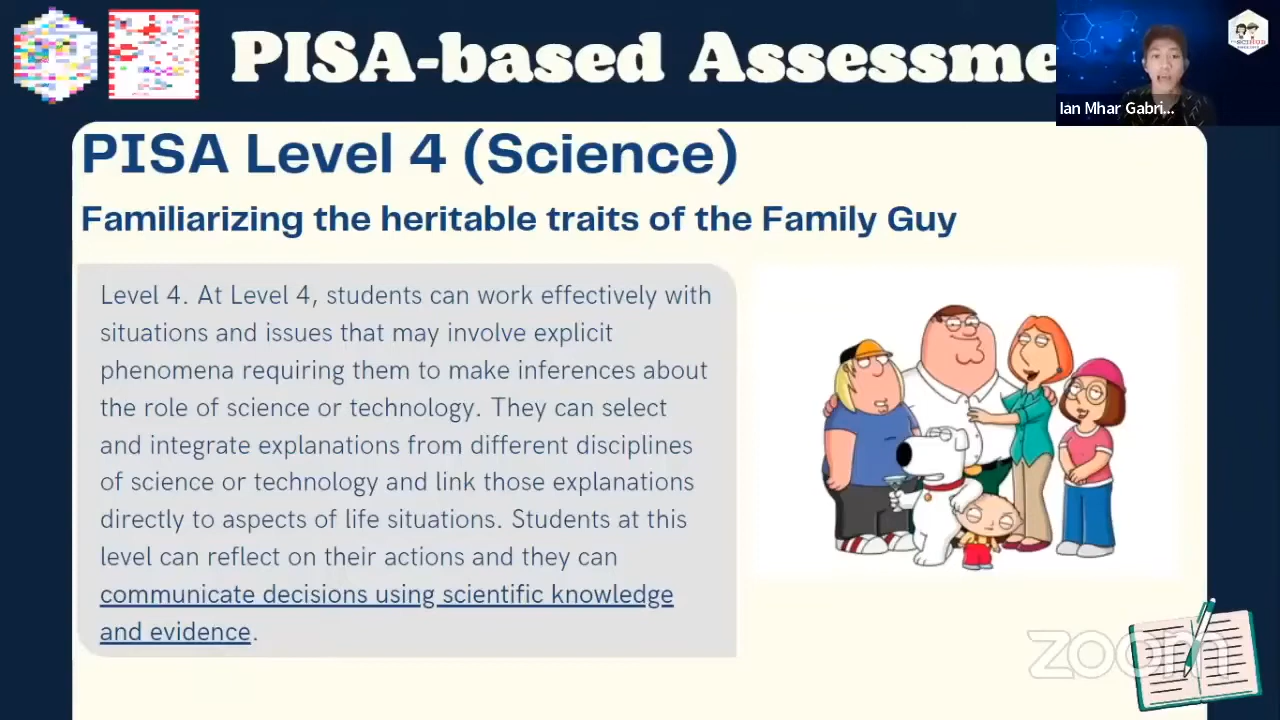 PISA-based Assessme
Ian Mhar Gabri...
PISA Level 4 (Science)
Familiarizing the heritable traits of the Family Guy
Level 4. At Level 4, students can work effectively with
situations and issues that may involve explicit
phenomena requiring them to make inferences about
the role of science or technology. They can select
and integrate explanations from different disciplines
of science or technology and link those explanations
directly to aspects of life situations. Students at this
level can reflect on their actions and they can
communicate decisions using scientific knowledge
and evidence.
zoom